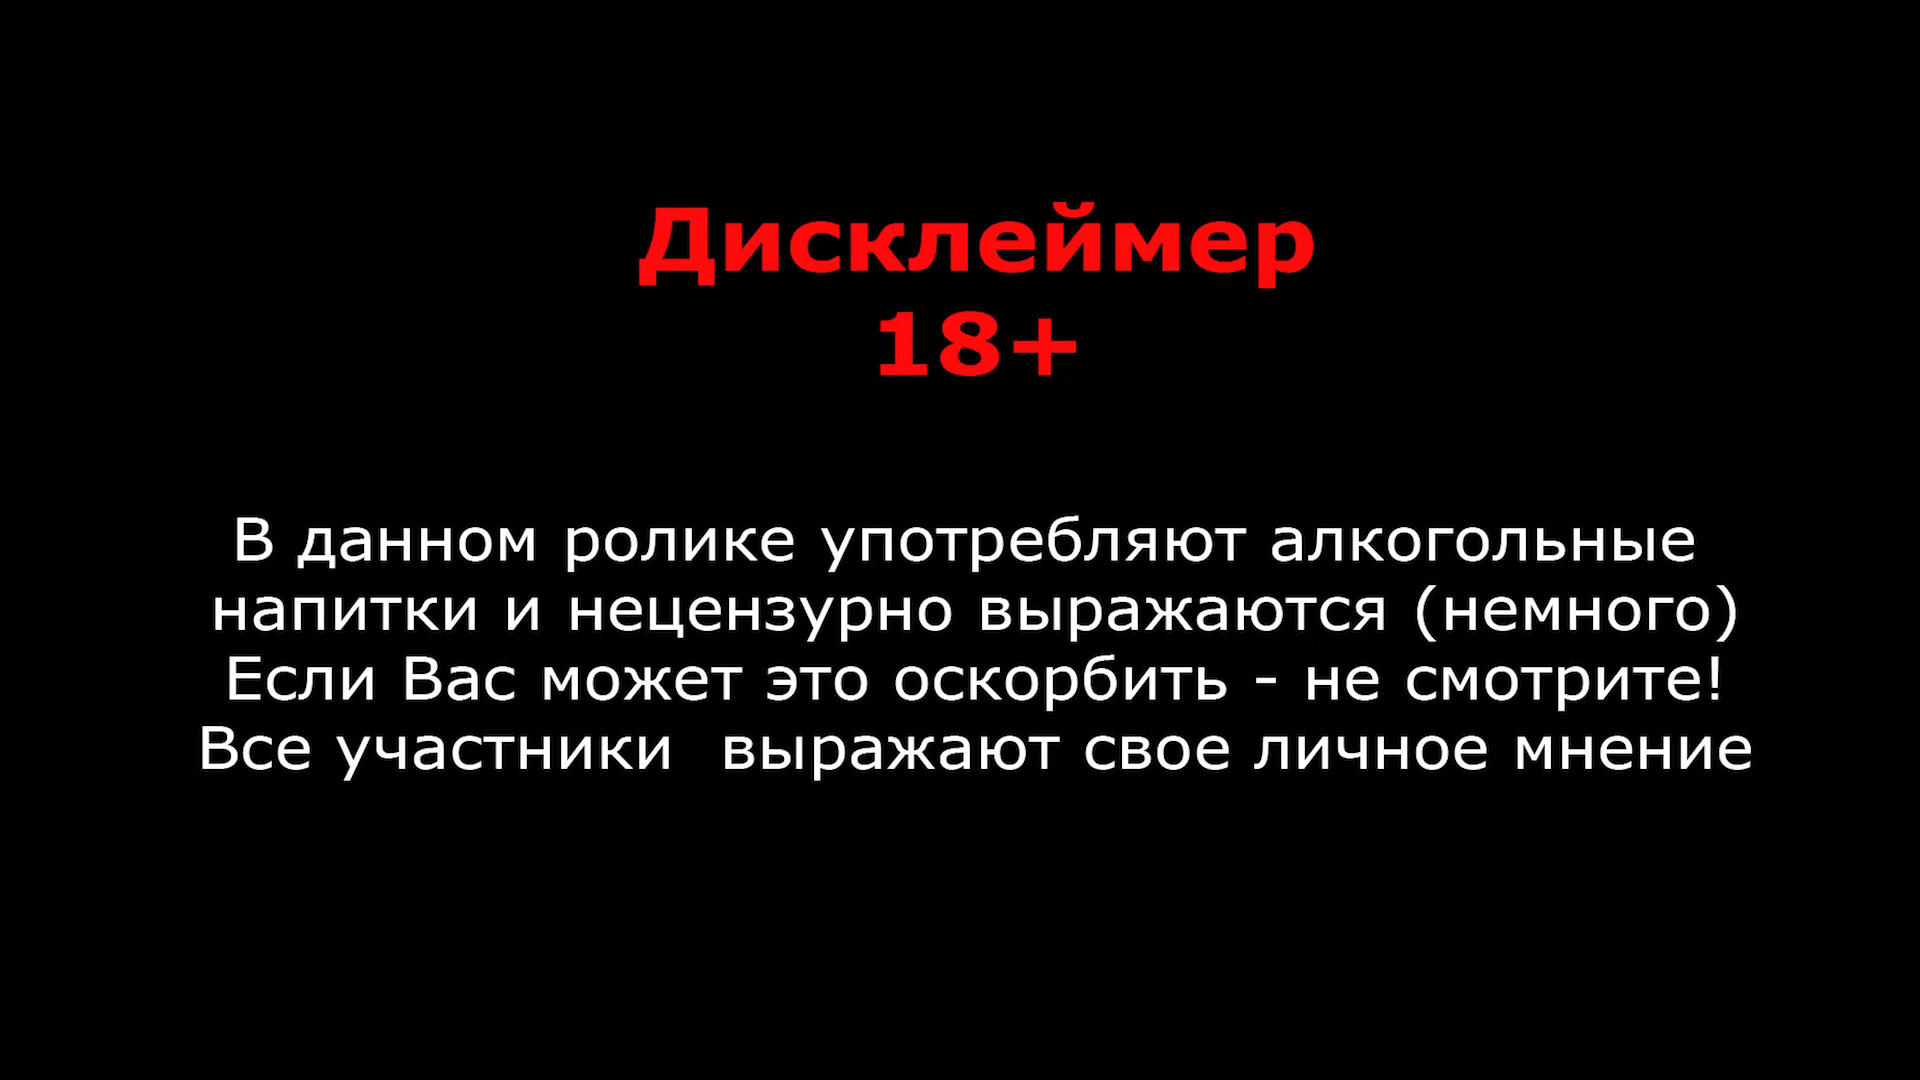 Дисклеймер
18+
В данном ролике употребляют алкогольные
напитки и нецензурно выражаются (немного)
Если Вас может это оскорбить - не смотрите!
Все участники  выражают свое личное мнение